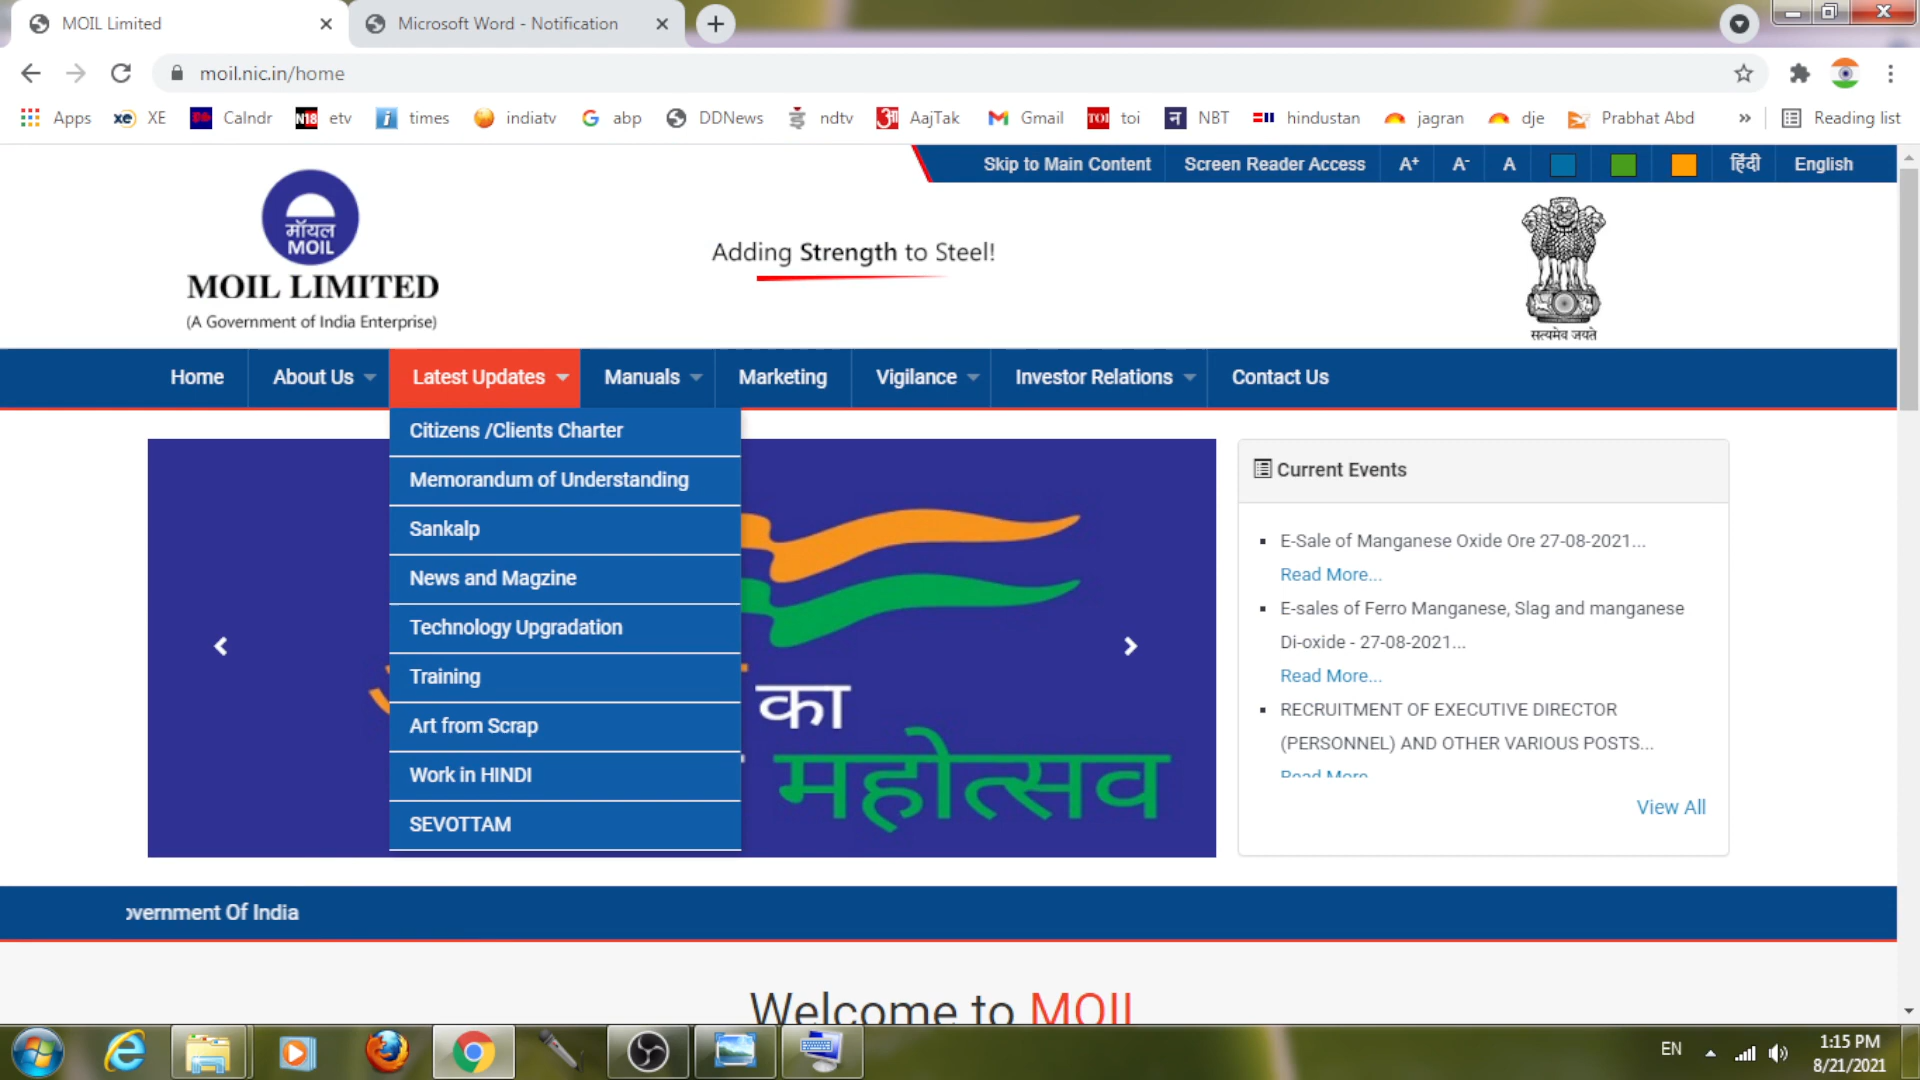 MOIL Limited
Microsoft Word - Notification
moil.nic.in/home
Apps
XE
Calndr
etv
times
indiatv
abp
DDNews
ndtv
AajTak
Gmail
toi
NBT
hindustan
jagran
dje
Prabhat Abd
Reading list
Skip to Main Content
Screen Reader Access
A+
A-
A
हिंदी
English
मॉयल
MOIL
MOIL LIMITED
(A Government of India Enterprise)
Adding Strength to Steel!
सत्यमेव जयते
Home
About Us
Latest Updates
Manuals
Marketing
Vigilance
Investor Relations
Contact Us
Citizens /Clients Charter
Memorandum of Understanding
Sankalp
News and Magzine
Technology Upgradation
Training
Art from Scrap
Work in HINDI
SEVOTTAM
का
महोत्सव
Current Events
E-Sale of Manganese Oxide Ore 27-08-2021...
Read More...
E-sales of Ferro Manganese, Slag and manganese
Di-oxide - 27-08-2021...
Read More...
RECRUITMENT OF EXECUTIVE DIRECTOR
(PERSONNEL) AND OTHER VARIOUS POSTS...
Read More
View All
overnment Of India
Welcome to MOIL
EN
1:15 PM
8/21/2021